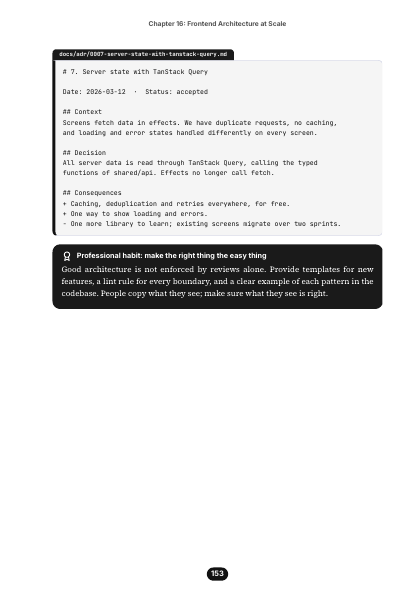 Chapter 16: Frontend Architecture at Scale
docs/adr/0007-server-state-with-tanstack-query.md
# 7. Server state with TanStack Query
Date: 2026-03-12 · Status: accepted
## Context
Screens fetch data in effects. We have duplicate requests, no caching,
and loading and error states handled differently on every screen.
## Decision
All server data is read through TanStack Query, calling the typed
functions of shared/api. Effects no longer call fetch.
## Consequences
+ Caching, deduplication and retries everywhere, for free.
+ One way to show loading and errors.
- One more library to learn; existing screens migrate over two sprints.
Professional habit: make the right thing the easy thing
Good architecture is not enforced by reviews alone. Provide templates for new
features, a lint rule for every boundary, and a clear example of each pattern in the
codebase. People copy what they see; make sure what they see is right.
153